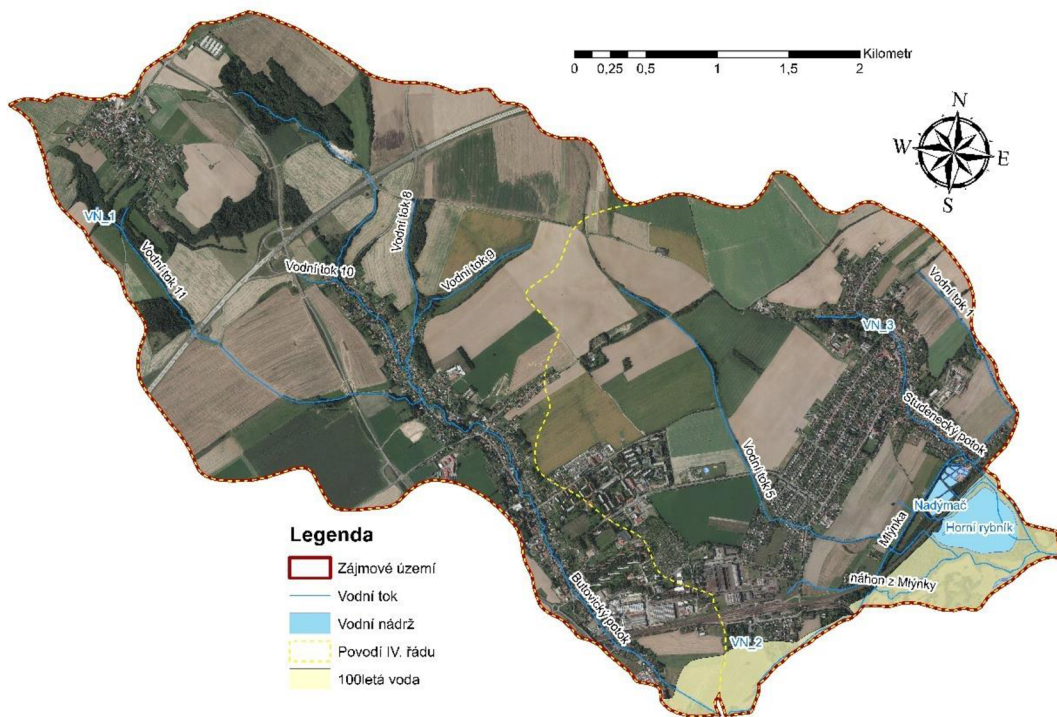 Kilometr
0 0,25 0,5 1 1,5 2
N
W E
S
VN_1
Vodní tok 11
Vodní tok 10
Vodní tok 8
Vodní tok 9
Vodní tok 5
VN_3
Vodní tok 1
Studenecký potok
Nadýmač
Horní rybník
Mlýnka
náhon z Mlýnky
Butovický potok
VN_2
Legenda
Zájmové území
Vodní tok
Vodní nádrž
Povodí IV. řádu
100letá voda